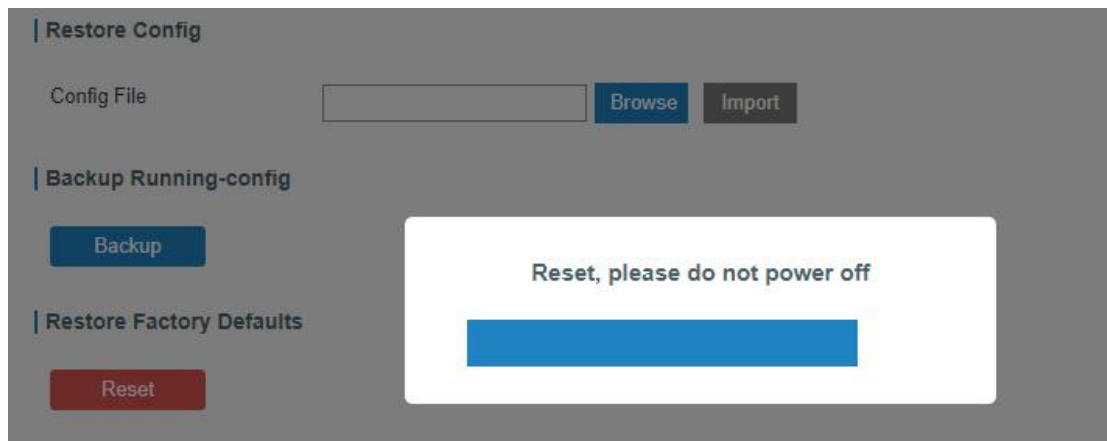 Restore Config
Config File Browse Import
Backup Running-config
Backup
Reset, please do not power off
Restore Factory Defaults
Reset